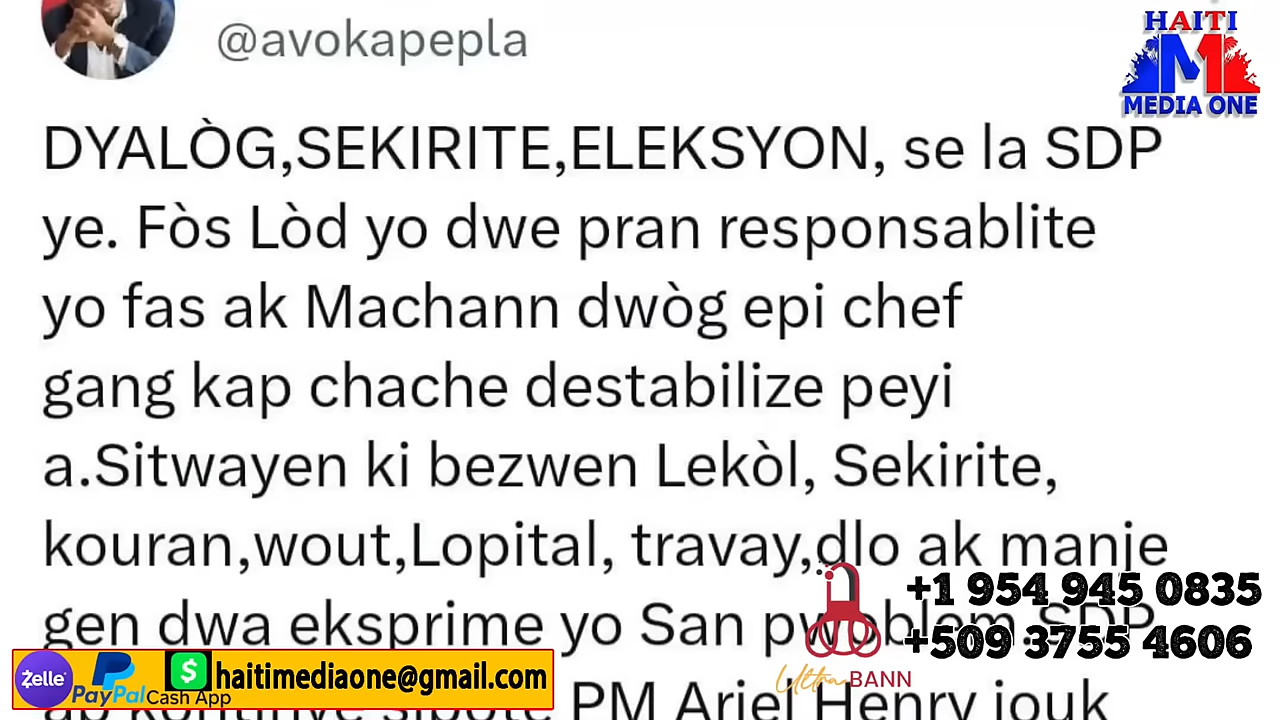 @avokapepla
HAITI
M
MEDIA ONE
DYALÒG,SEKIRITE,ELEKSYON, se la SDP
ye. Fòs Lòd yo dwe pran responsablite
yo fas ak Machann dwòg epi chef
gang kap chache destabilize peyi
a.Sitwayen ki bezwen Lekòl, Sekirite,
kouran,wout,Lopital, travay,dlo ak manje
gen dwa eksprime yo San pwoblem.SDP
PM Ariel Henry jouk
+1 954 945 0835
+509 3755 4606
Zelle
PayPal
$
Cash App
haitimediaone@gmail.com
Ultra BANN